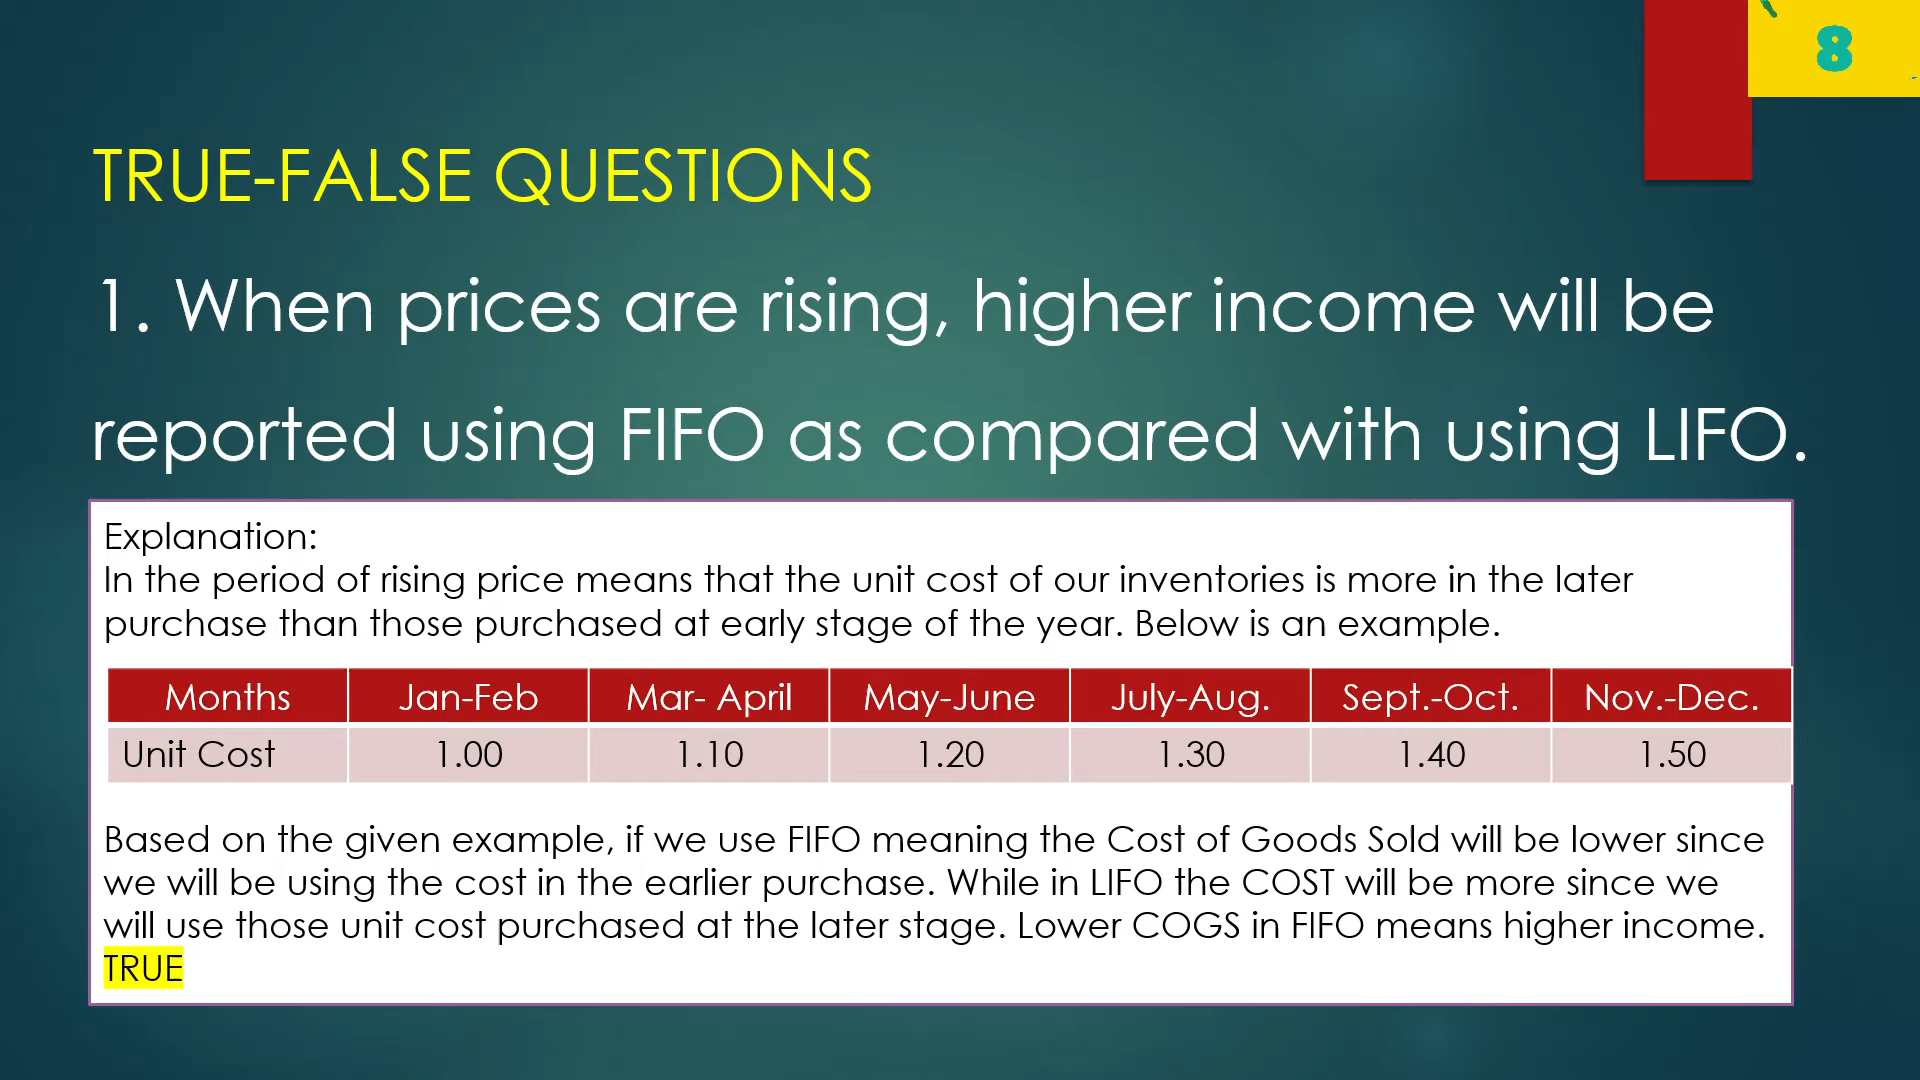 8
TRUE-FALSE QUESTIONS
1. When prices are rising, higher income will be
reported using FIFO as compared with using LIFO.
Explanation:
In the period of rising price means that the unit cost of our inventories is more in the later
purchase than those purchased at early stage of the year. Below is an example.
Months Jan-Feb Mar- April May-June July-Aug. Sept.-Oct. Nov.-Dec.
Unit Cost 1.00 1.10 1.20 1.30 1.40 1.50
Based on the given example, if we use FIFO meaning the Cost of Goods Sold will be lower since
we will be using the cost in the earlier purchase. While in LIFO the COST will be more since we
will use those unit cost purchased at the later stage. Lower COGS in FIFO means higher income.
TRUE